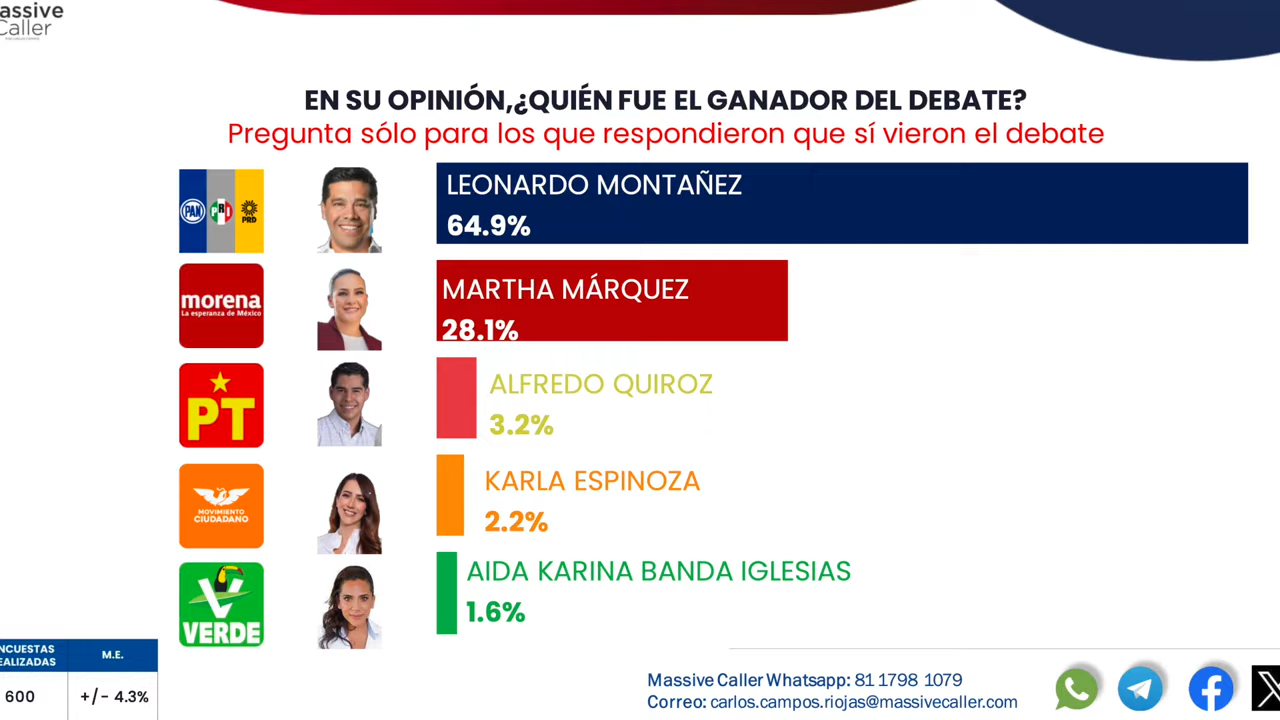 assive
Caller
EN SU OPINIÓN,¿QUIÉN FUE EL GANADOR DEL DEBATE?
Pregunta sólo para los que respondieron que sí vieron el debate
PAN PRI PRD
LEONARDO MONTAÑEZ
64.9%
morena
La esperanza de México
MARTHA MÁRQUEZ
28.1%
PT
ALFREDO QUIROZ
3.2%
MOVIMIENTO
CIUDADANO
KARLA ESPINOZA
2.2%
VERDE
AIDA KARINA BANDA IGLESIAS
1.6%
NCUESTAS
EALIZADAS
M.E.
600
+/- 4.3%
Massive Caller Whatsapp: 81 1798 1079
Correo: carlos.campos.riojas@massivecaller.com